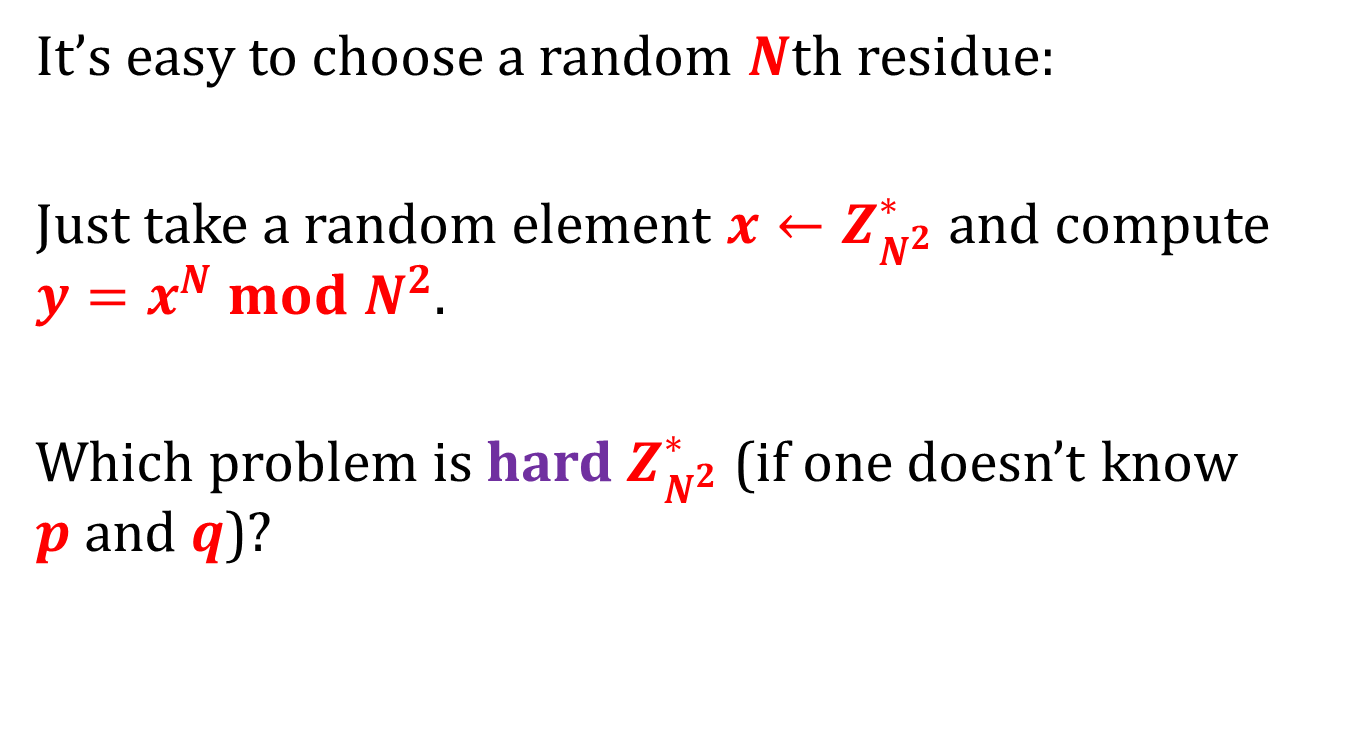 It’s easy to choose a random Nth residue:
Just take a random element x ← Z*_{N²} and compute
y = x^N mod N².
Which problem is hard Z*_{N²} (if one doesn’t know
p and q)?